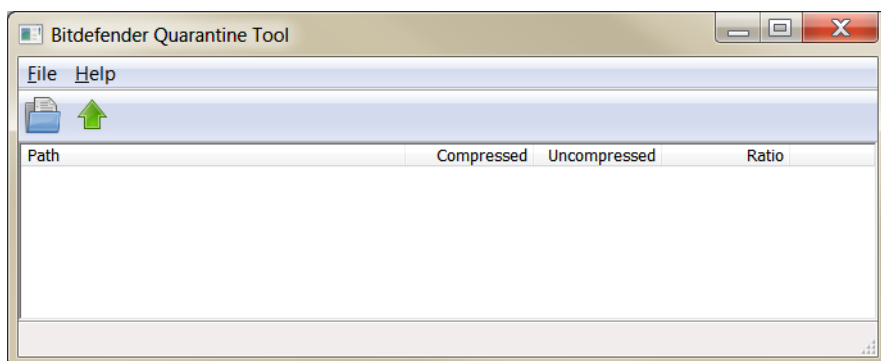 Bitdefender Quarantine Tool
File Help
Path Compressed Uncompressed Ratio